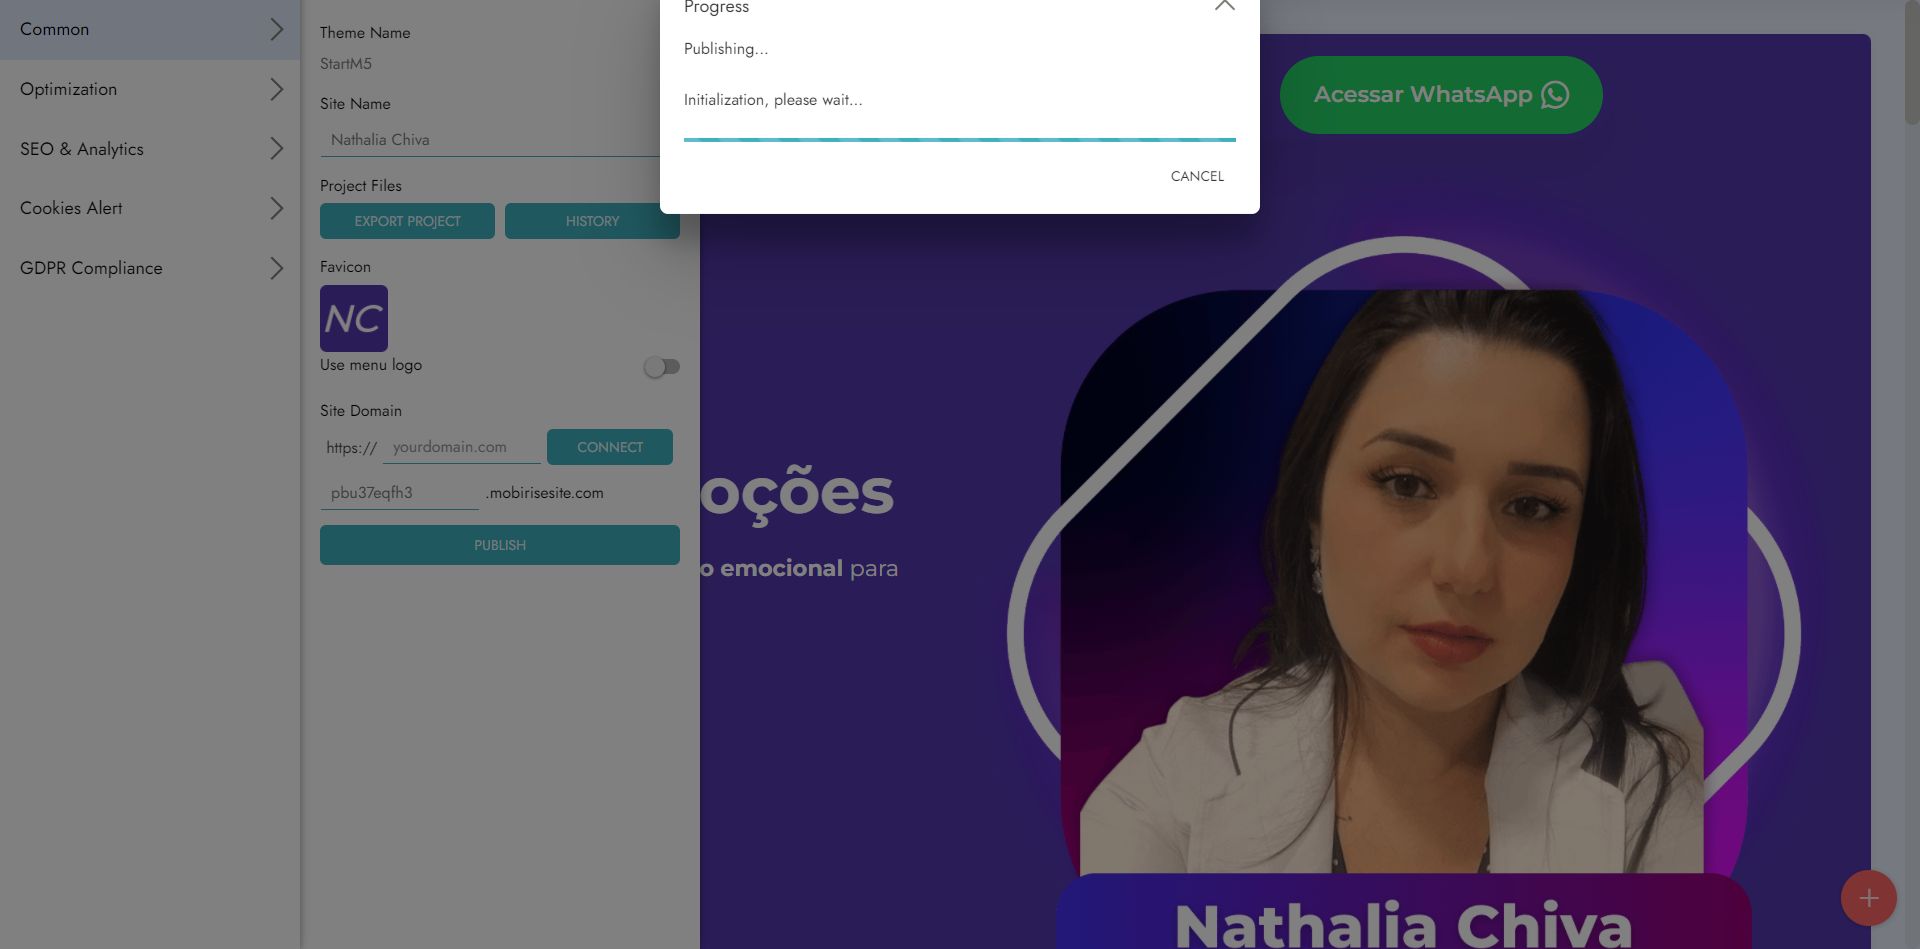 Common
Optimization
SEO & Analytics
Cookies Alert
GDPR Compliance
Theme Name
StartM5
Site Name
Nathalia Chiva
Project Files
EXPORT PROJECT
HISTORY
Favicon
NC
Use menu logo
Site Domain
https://
yourdomain.com
CONNECT
pbu37eqfh3
.mobirisesite.com
PUBLISH
Progress
Publishing...
Initialization, please wait...
CANCEL
Acessar WhatsApp
oções
o emocional para
Nathalia Chiva